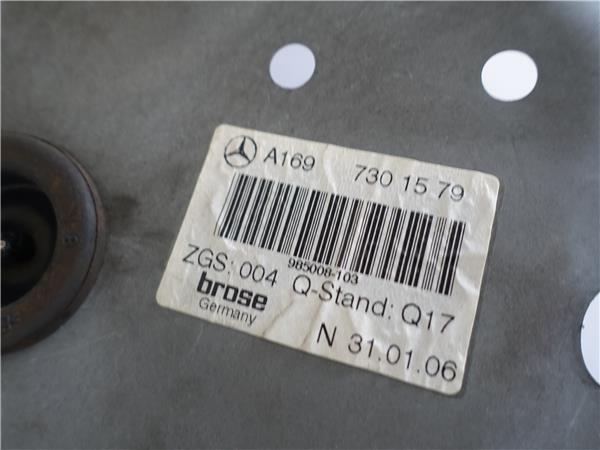 A169 730 15 79
985008-103
ZGS: 004 Q-Stand: Q17
brose
Germany
N 31.01.06